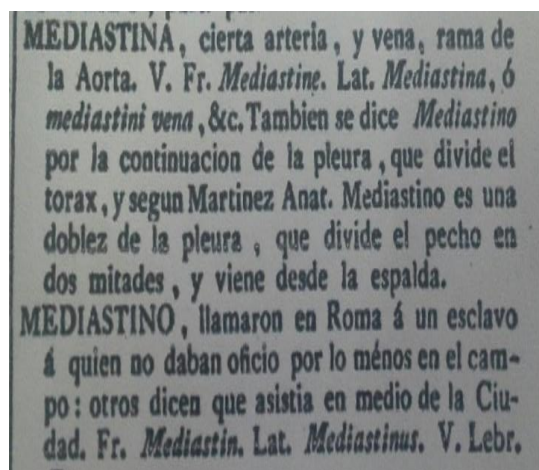 MEDIASTINA, cierta arteria, y vena, rama de
la Aorta. V. Fr. Mediastine. Lat. Mediastina, ó
mediastini vena, &c. Tambien se dice Mediastino
por la continuacion de la pleura, que divide el
torax, y segun Martinez Anat. Mediastino es una
doblez de la pleura, que divide el pecho en
dos mitades, y viene desde la espalda.
MEDIASTINO, llamaron en Roma á un esclavo
á quien no daban oficio por lo ménos en el cam-
po: otros dicen que asistia en medio de la Ciu-
dad. Fr. Mediastin. Lat. Mediastinus. V. Lebr.